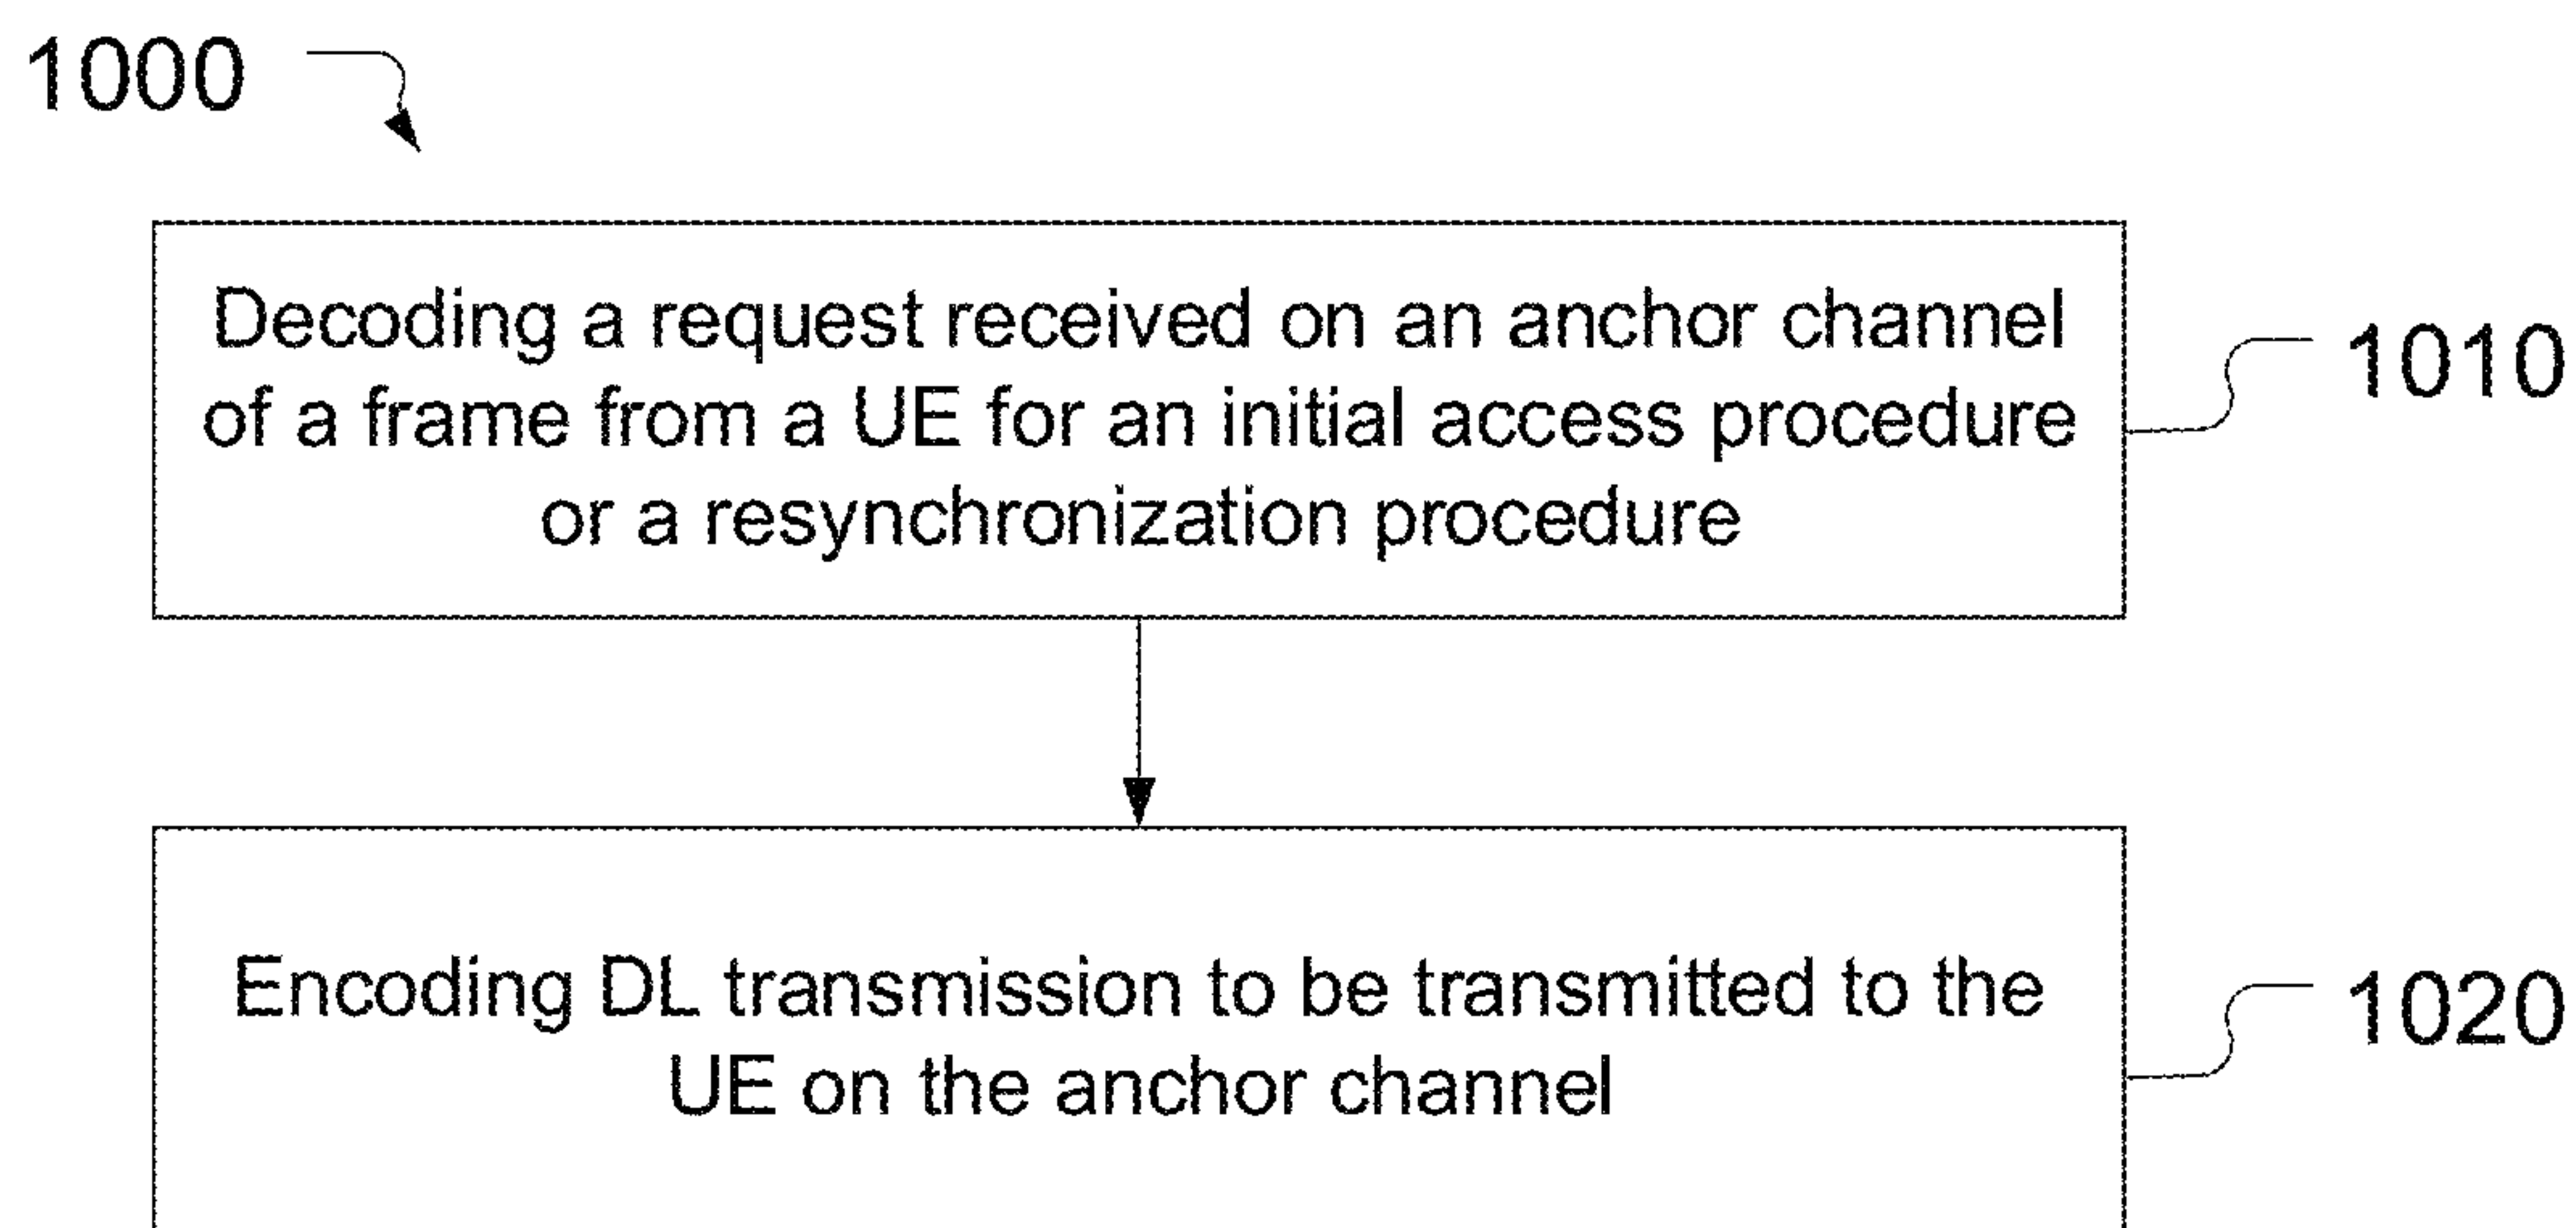 1000
Decoding a request received on an anchor channel
of a frame from a UE for an initial access procedure
or a resynchronization procedure
1010
Encoding DL transmission to be transmitted to the
UE on the anchor channel
1020